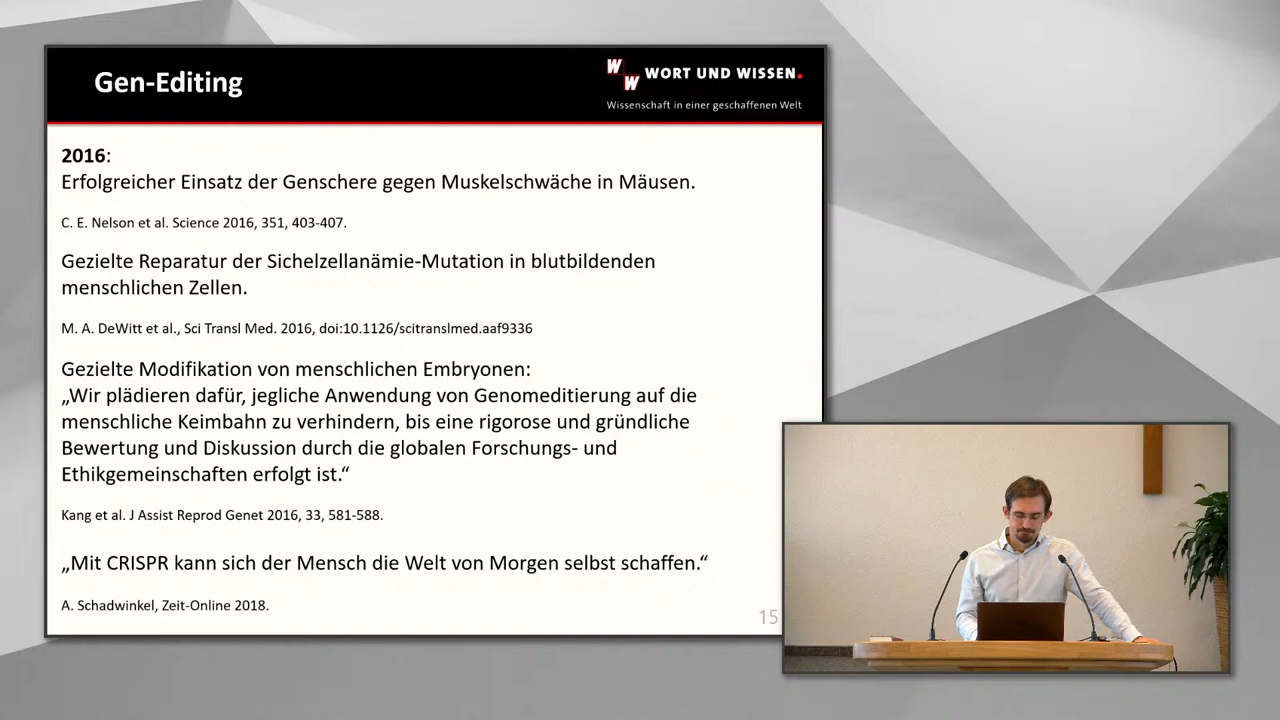 Gen-Editing
W
W
WORT UND WISSEN.
Wissenschaft in einer geschaffenen Welt
2016:
Erfolgreicher Einsatz der Genschere gegen Muskelschwäche in Mäusen.
C. E. Nelson et al. Science 2016, 351, 403-407.
Gezielte Reparatur der Sichelzellanämie-Mutation in blutbildenden
menschlichen Zellen.
M. A. DeWitt et al., Sci Transl Med. 2016, doi:10.1126/scitranslmed.aaf9336
Gezielte Modifikation von menschlichen Embryonen:
„Wir plädieren dafür, jegliche Anwendung von Genomeditierung auf die
menschliche Keimbahn zu verhindern, bis eine rigorose und gründliche
Bewertung und Diskussion durch die globalen Forschungs- und
Ethikgemeinschaften erfolgt ist.“
Kang et al. J Assist Reprod Genet 2016, 33, 581-588.
„Mit CRISPR kann sich der Mensch die Welt von Morgen selbst schaffen.“
A. Schadwinkel, Zeit-Online 2018.
15